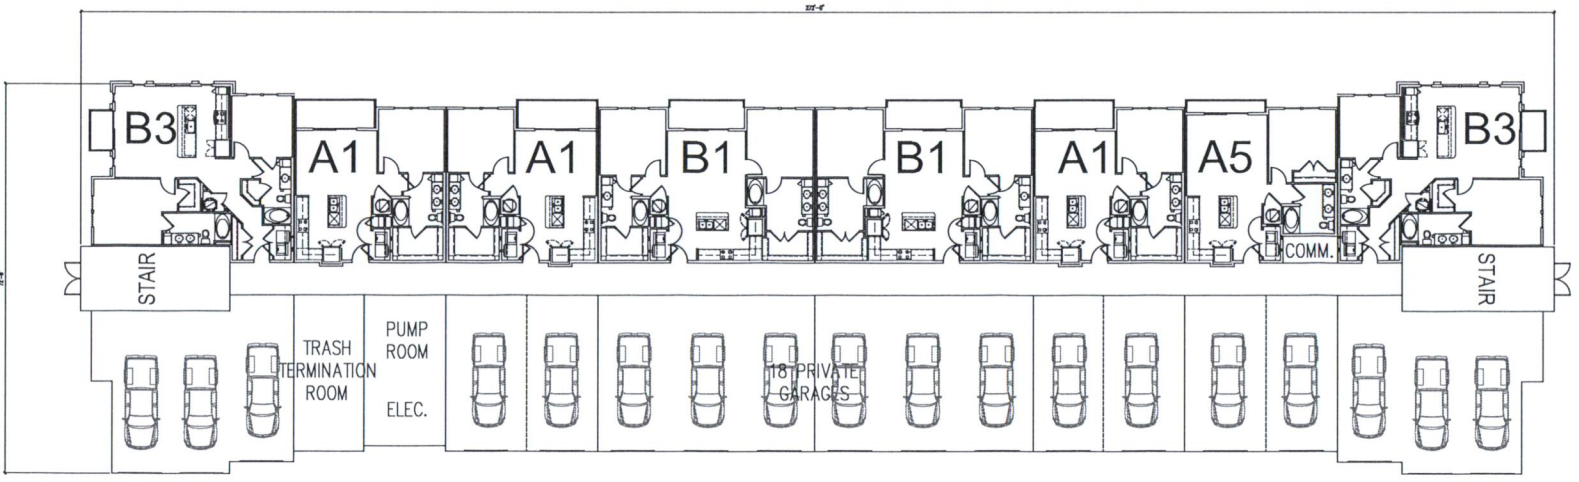 B3
A1
A1
B1
B1
A1
A5
B3
COMM.
STAIR
STAIR
TRASH
TERMINATION
ROOM
PUMP
ROOM
ELEC.
18 PRIVATE
GARAGES